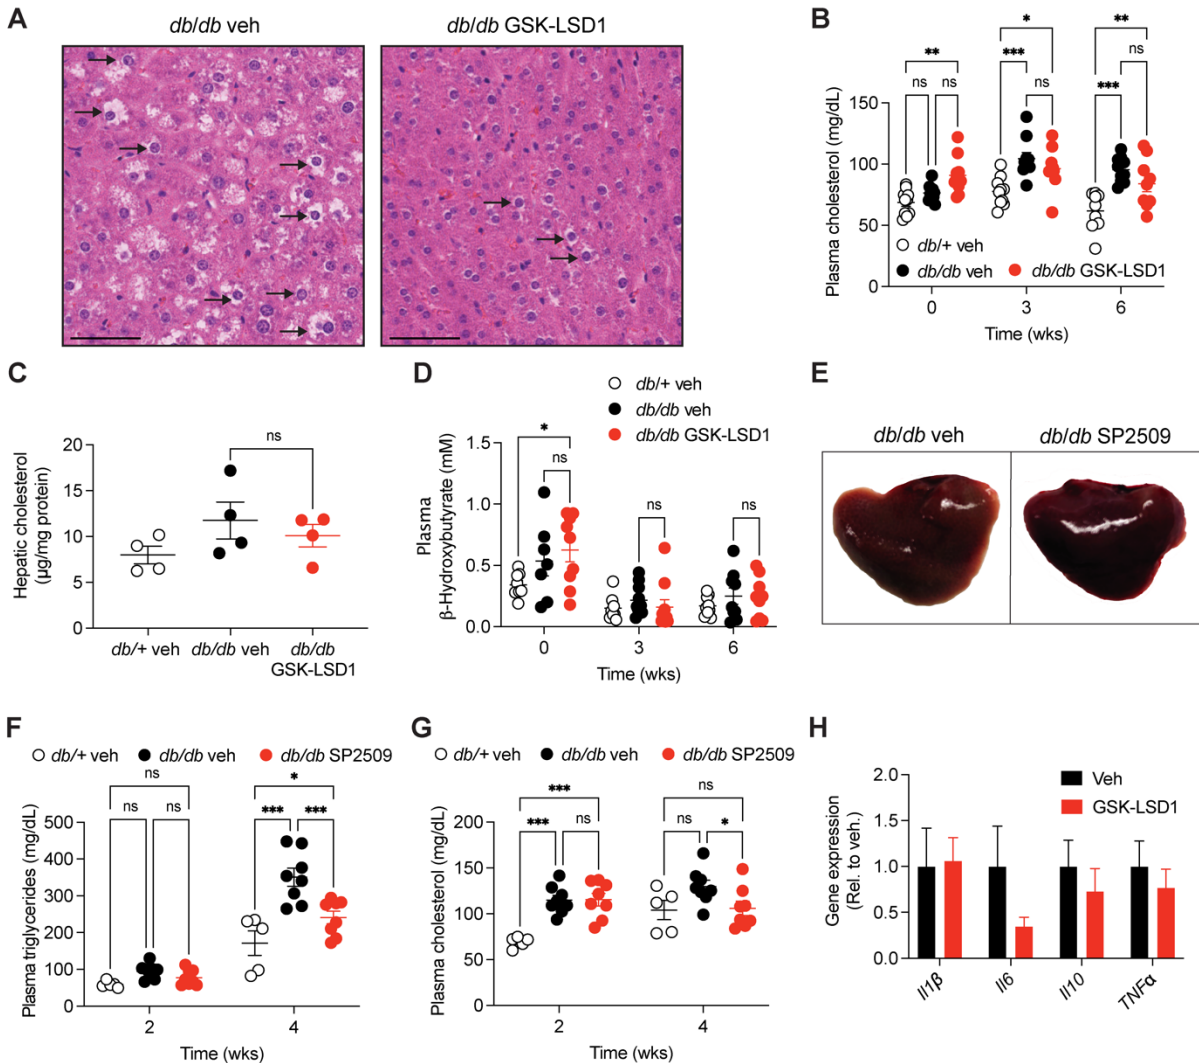 A
db/db veh
db/db GSK-LSD1
B
Plasma cholesterol (mg/dL)
150
100
50
0
**
ns
ns
*
***
ns
**
ns
***
db/+ veh
db/db veh
db/db GSK-LSD1
0
3
6
Time (wks)
C
Hepatic cholesterol
(µg/mg protein)
20
15
10
5
0
ns
db/+ veh
db/db veh
db/db
GSK-LSD1
D
db/+ veh
db/db veh
db/db GSK-LSD1
Plasma
β-Hydroxybutyrate (mM)
1.5
1.0
0.5
0.0
*
ns
ns
ns
0
3
6
Time (wks)
E
db/db veh
db/db SP2509
F
db/+ veh
db/db veh
db/db SP2509
Plasma triglycerides (mg/dL)
500
400
300
200
100
0
ns
ns
ns
*
***
***
2
4
Time (wks)
G
db/+ veh
db/db veh
db/db SP2509
Plasma cholesterol (mg/dL)
200
150
100
50
0
***
***
ns
ns
ns
*
2
4
Time (wks)
H
Gene expression
(Rel. to veh.)
2.0
1.5
1.0
0.5
0.0
Veh
GSK-LSD1
Il1β
Il6
Il10
TNFα